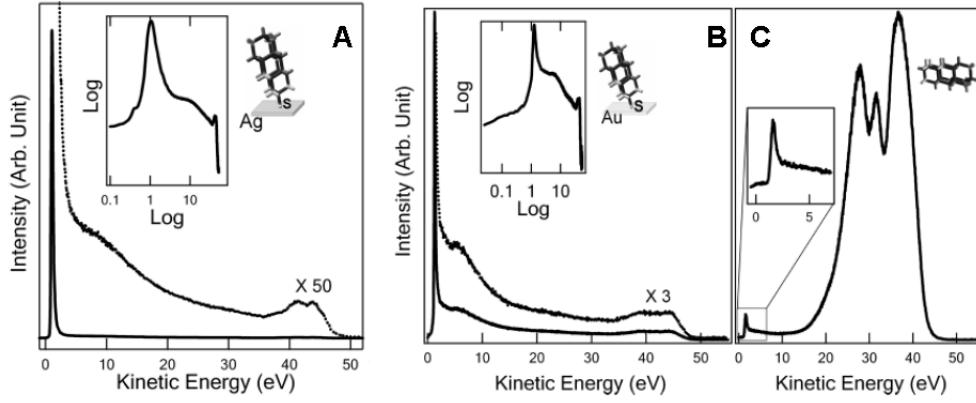 A
Intensity (Arb. Unit)
Log
0.1 1 10
Log
S
Ag
X 50
0 10 20 30 40 50
Kinetic Energy (eV)
B
Intensity (Arb. Unit)
Log
0.1 1 10
Log
S
Au
X 3
0 10 20 30 40 50
Kinetic Energy (eV)
C
0 5
0 10 20 30 40 50
Kinetic Energy (eV)